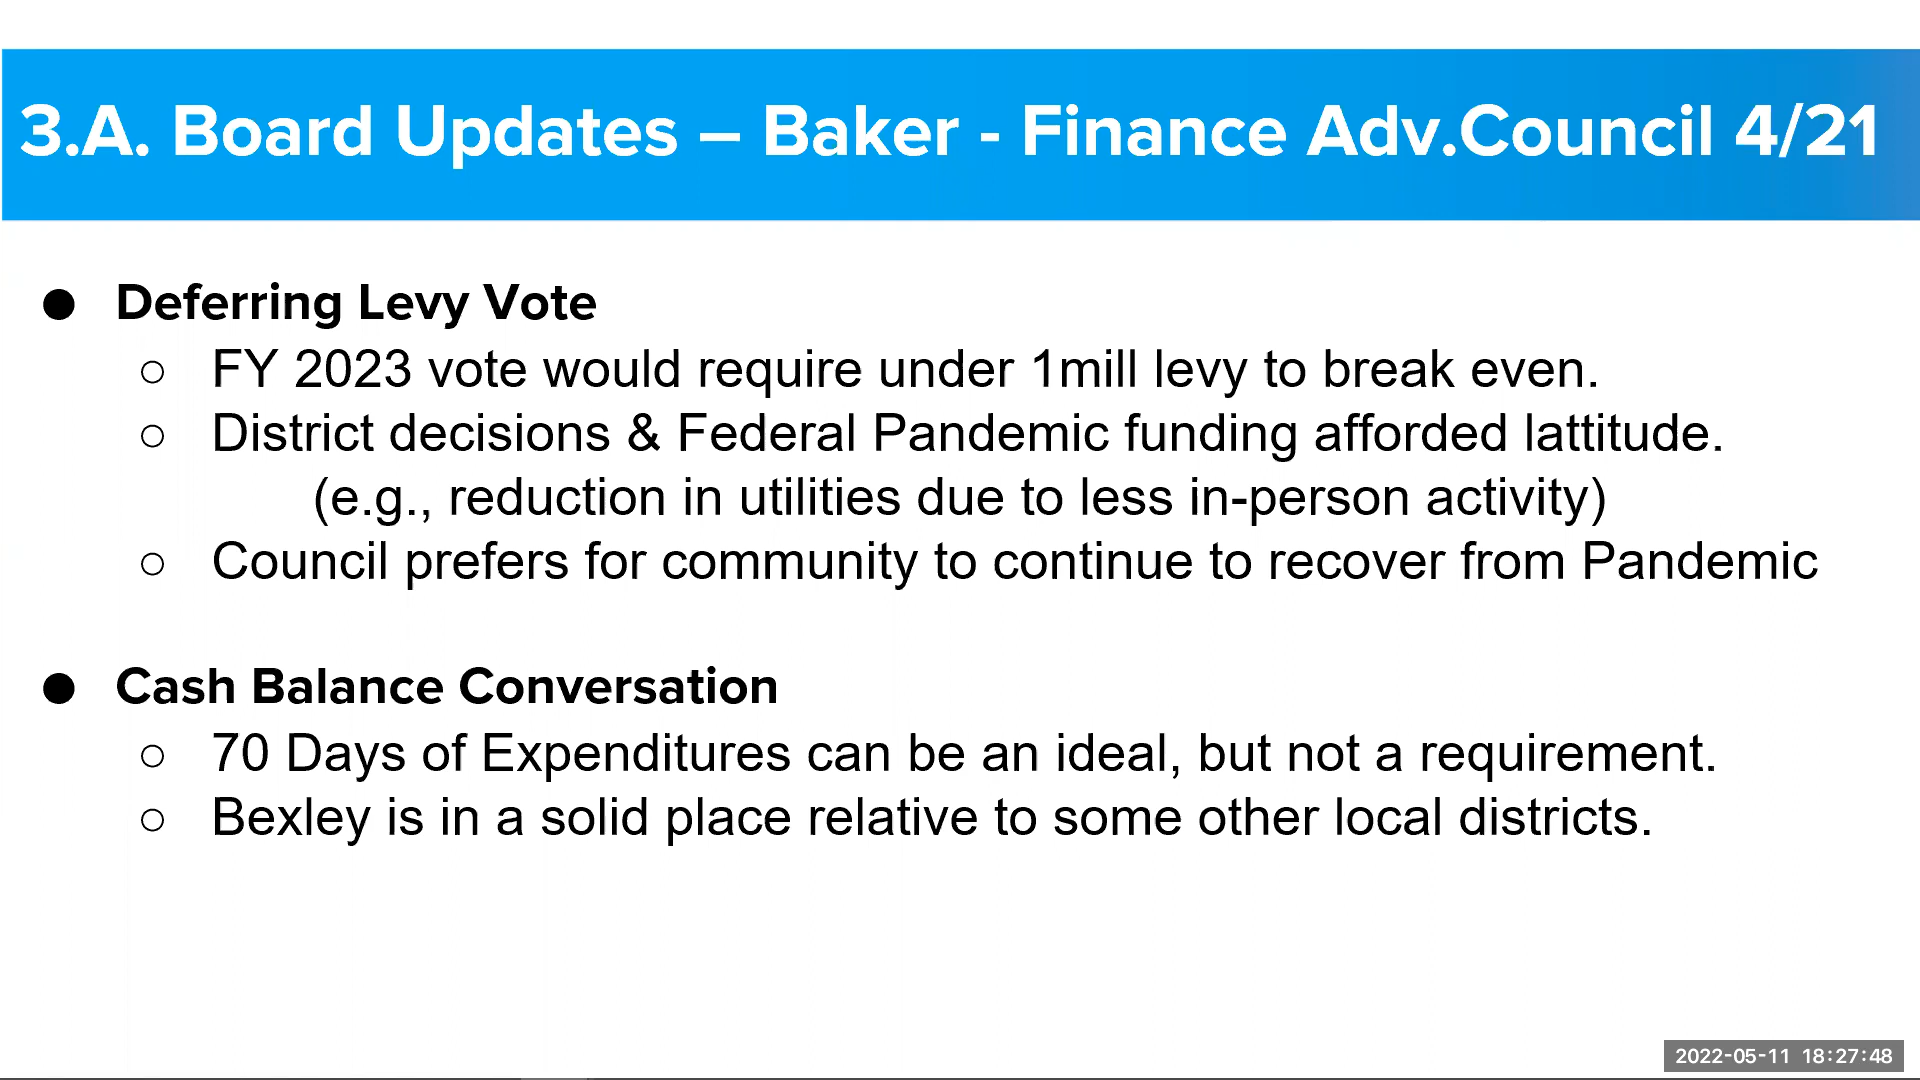 3.A. Board Updates – Baker - Finance Adv.Council 4/21
● Deferring Levy Vote
○ FY 2023 vote would require under 1mill levy to break even.
○ District decisions & Federal Pandemic funding afforded lattitude.
(e.g., reduction in utilities due to less in-person activity)
○ Council prefers for community to continue to recover from Pandemic
● Cash Balance Conversation
○ 70 Days of Expenditures can be an ideal, but not a requirement.
○ Bexley is in a solid place relative to some other local districts.
2022-05-11 18:27:48